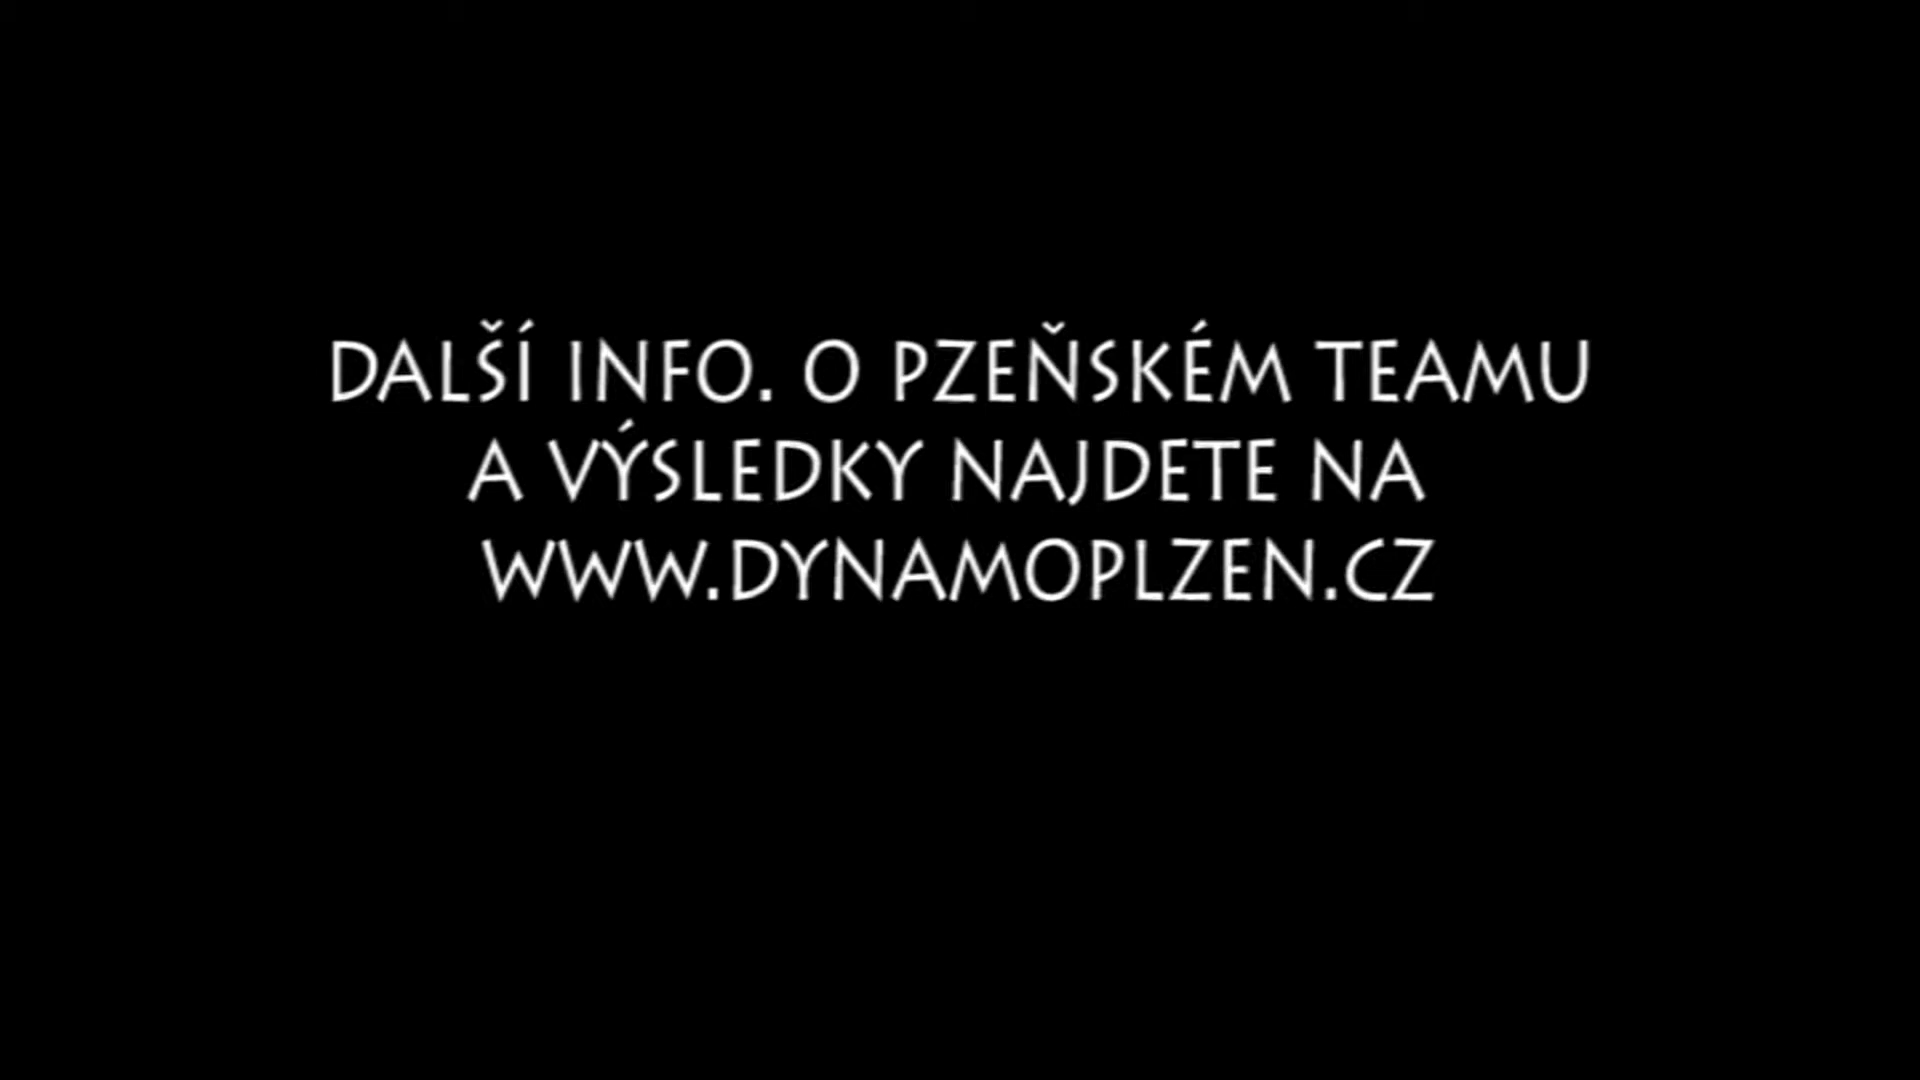 DALŠÍ INFO. O PZEŇSKÉM TEAMU
A VÝSLEDKY NAJDETE NA
WWW.DYNAMOPLZEN.CZ